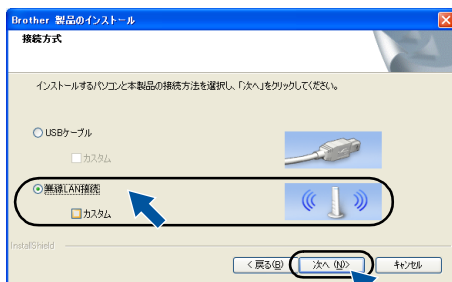 Brother 製品のインストール
接続方式
インストールするパソコンと本製品の接続方法を選択し、「次へ」をクリックしてください。
USBケーブル
カスタム
無線LAN接続
カスタム
InstallShield
< 戻る(B)
次へ (N)>
キャンセル